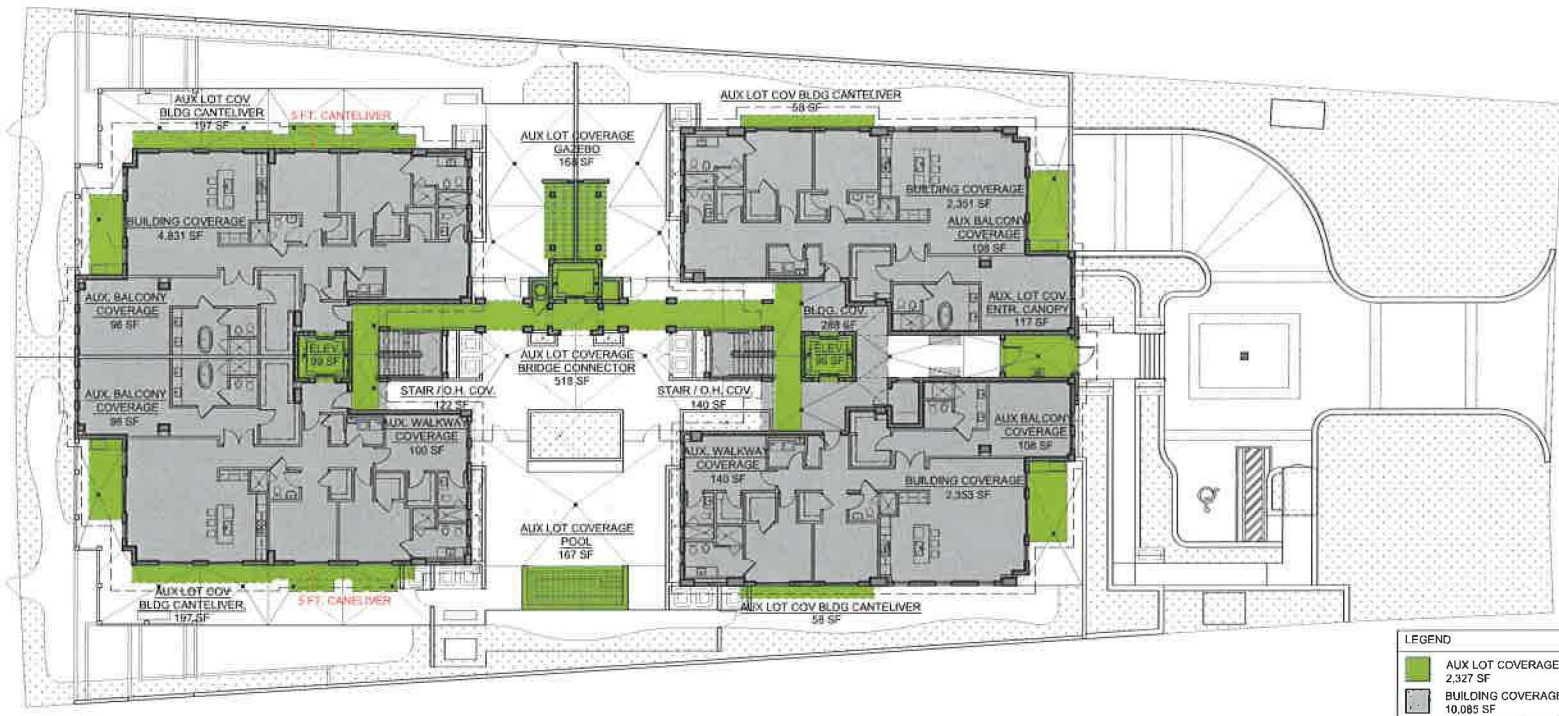 AUX LOT COV
BLDG CANTELIVER
197 SF
5 FT. CANTELIVER
AUX LOT COVERAGE
GAZEBO
168 SF
AUX LOT COV BLDG CANTELIVER
58 SF
BUILDING COVERAGE
4,831 SF
BUILDING COVERAGE
2,351 SF
AUX BALCONY
COVERAGE
108 SF
AUX. BALCONY
COVERAGE
96 SF
BLDG. COV.
288 SF
AUX. LOT COV.
ENTR. CANOPY
117 SF
ELEV.
99 SF
AUX LOT COVERAGE
BRIDGE CONNECTOR
518 SF
ELEV.
96 SF
AUX. BALCONY
COVERAGE
96 SF
STAIR / O.H. COV.
122 SF
STAIR / O.H. COV.
140 SF
AUX. WALKWAY
COVERAGE
100 SF
AUX BALCONY
COVERAGE
108 SF
AUX. WALKWAY
COVERAGE
140 SF
BUILDING COVERAGE
2,353 SF
AUX LOT COVERAGE
POOL
167 SF
AUX LOT COV
BLDG CANTELIVER
197 SF
5 FT. CANELIVER
AUX LOT COV BLDG CANTELIVER
58 SF
LEGEND
AUX LOT COVERAGE
2,327 SF
BUILDING COVERAGE
10,085 SF